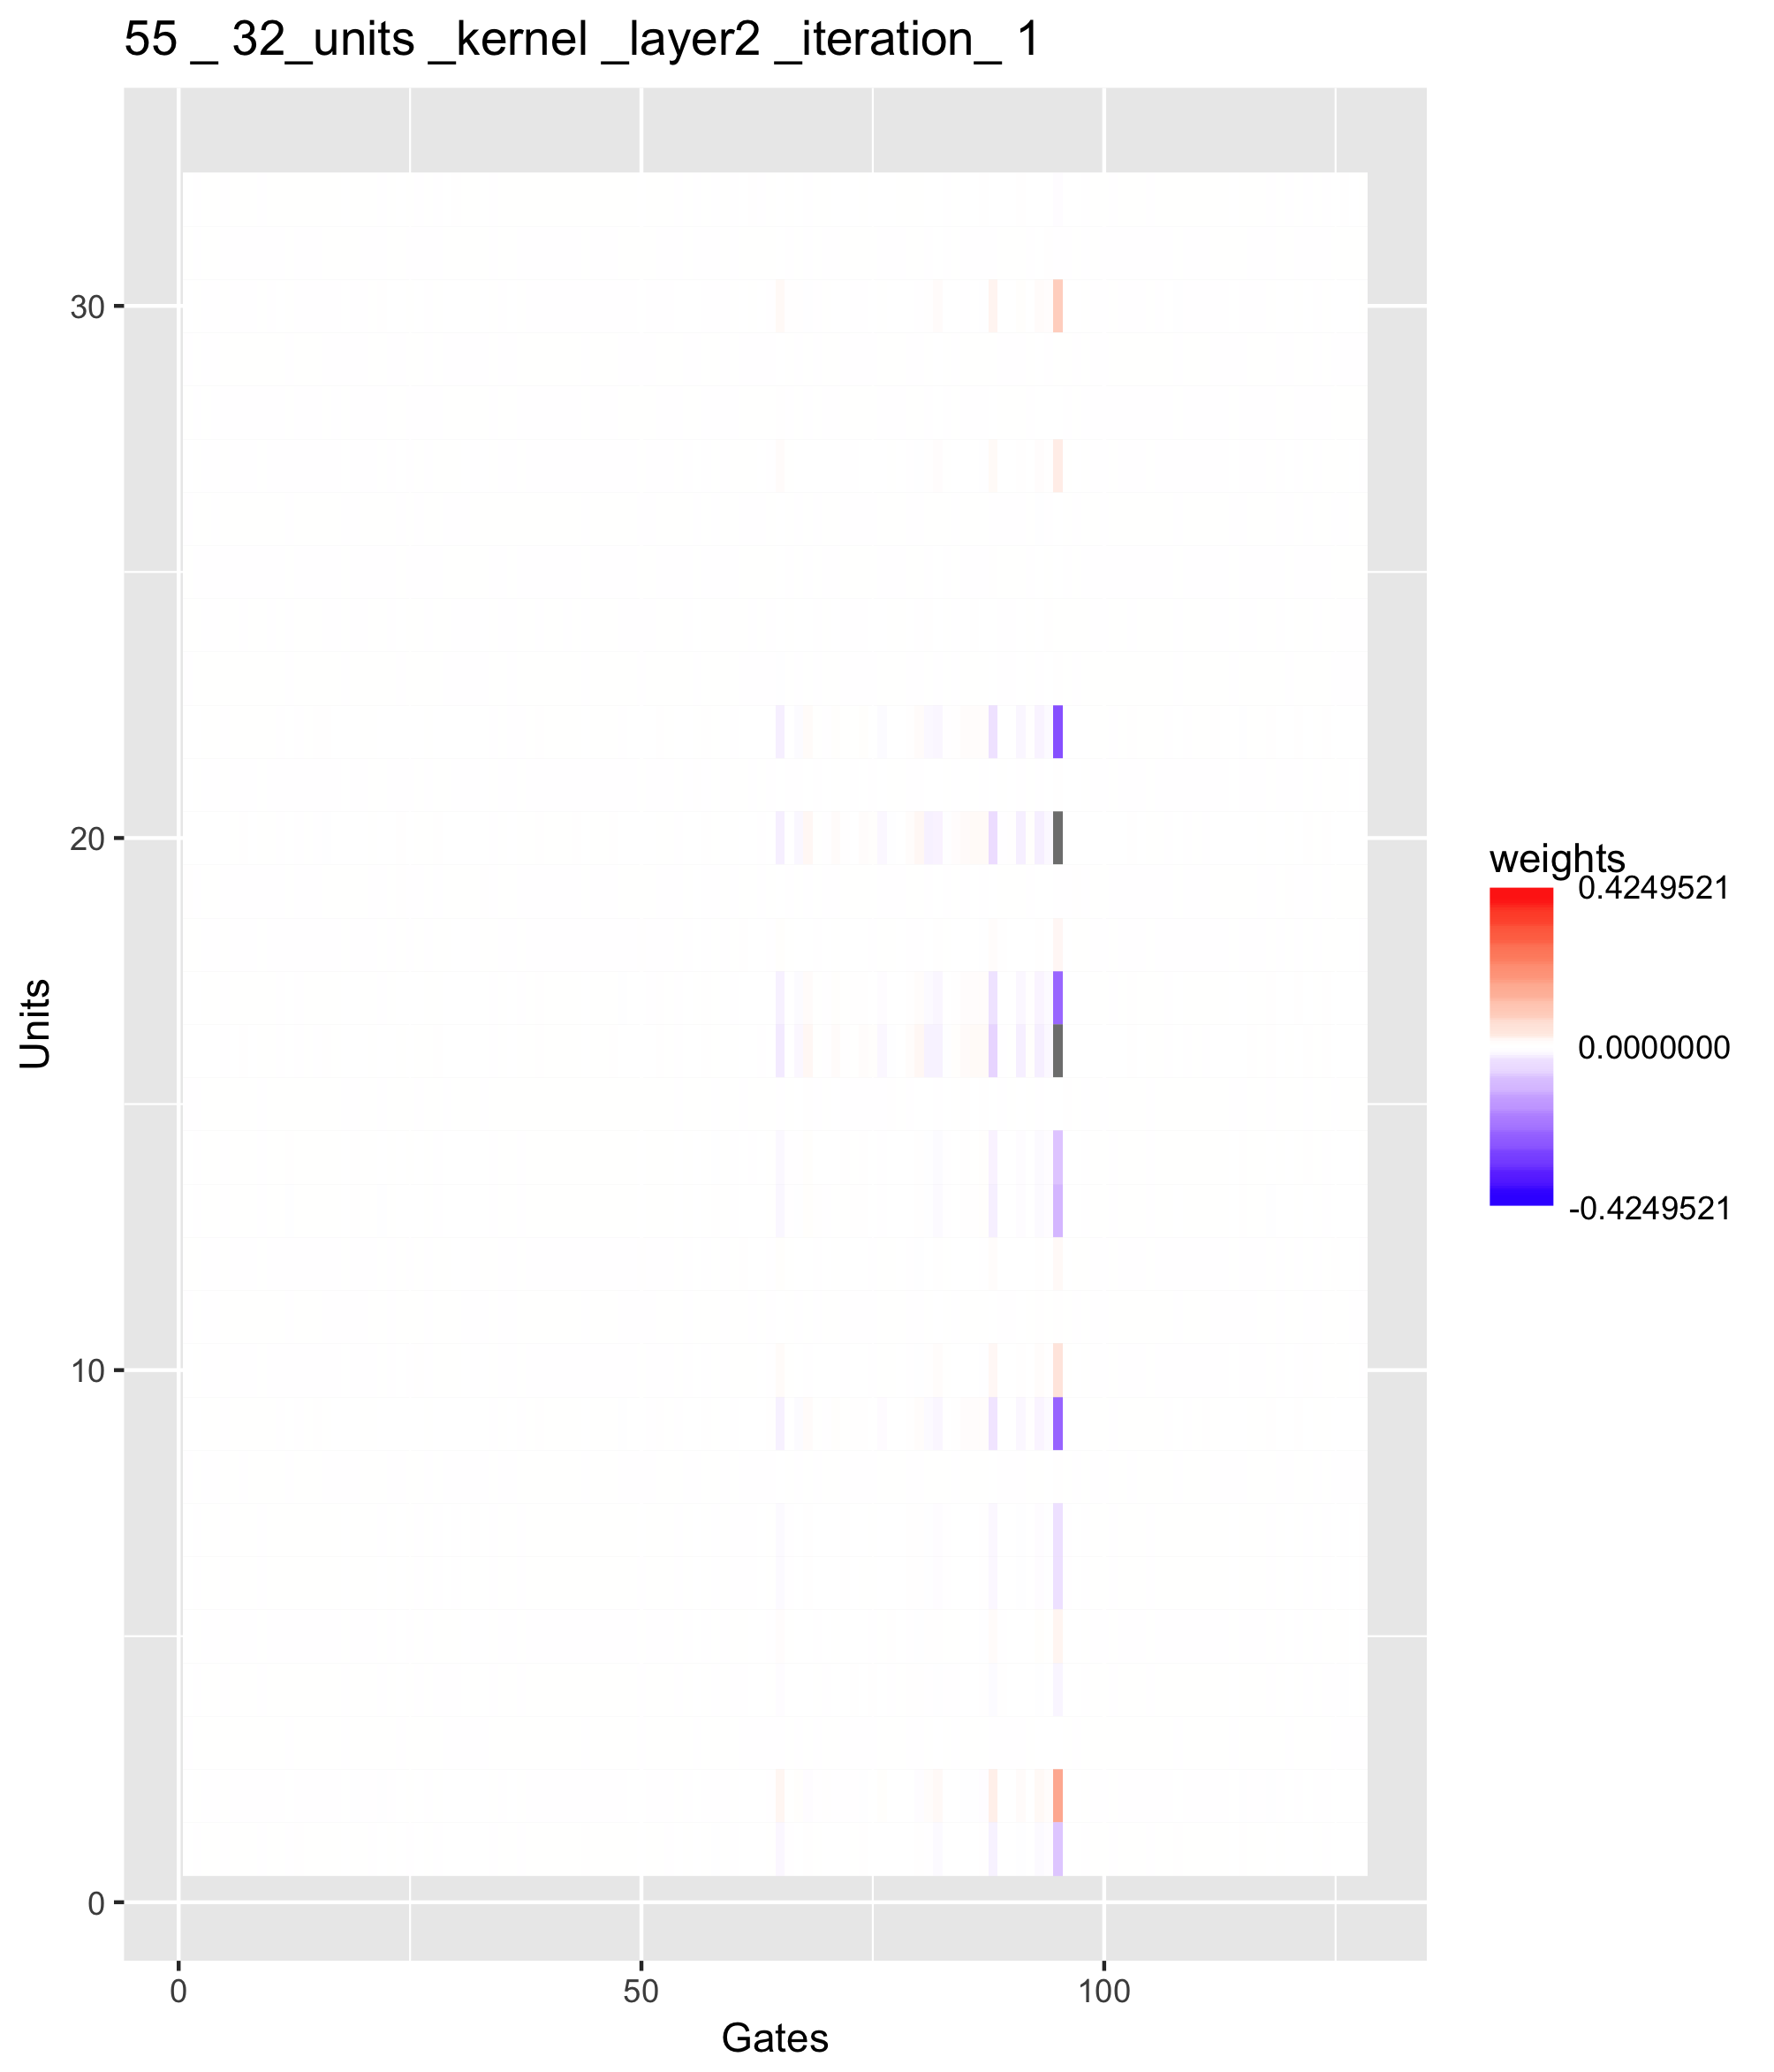 55 _ 32_units _kernel _layer2 _iteration_ 1
30
20
10
0
Units
0
50
100
Gates
weights
0.4249521
0.0000000
-0.4249521